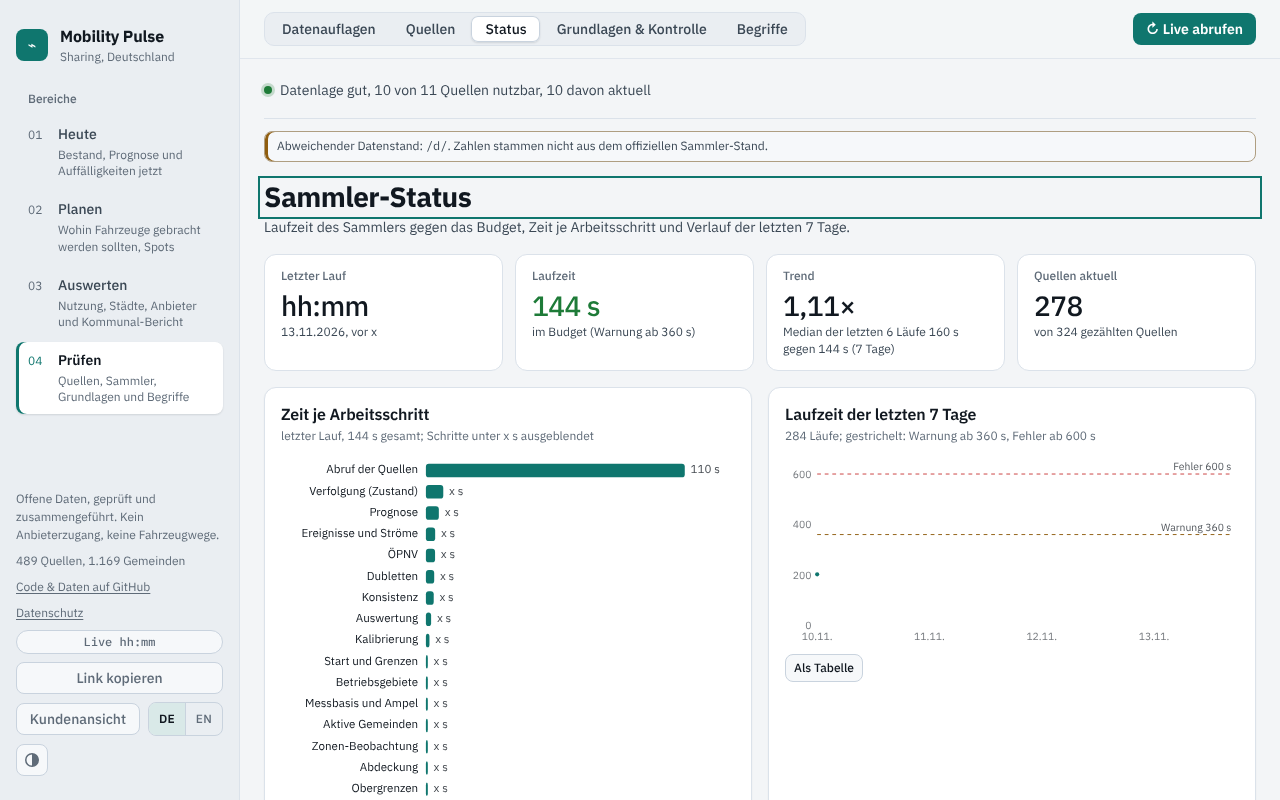 Mobility Pulse
Sharing, Deutschland
Bereiche
01 Heute
Bestand, Prognose und
Auffälligkeiten jetzt
02 Planen
Wohin Fahrzeuge gebracht
werden sollten, Spots
03 Auswerten
Nutzung, Städte, Anbieter
und Kommunal-Bericht
04 Prüfen
Quellen, Sammler,
Grundlagen und Begriffe
Offene Daten, geprüft und
zusammengeführt. Kein
Anbieterzugang, keine Fahrzeugwege.
489 Quellen, 1.169 Gemeinden
Code & Daten auf GitHub
Datenschutz
Live hh:mm
Link kopieren
Kundenansicht DE EN
Datenauflagen Quellen Status Grundlagen & Kontrolle Begriffe
↻ Live abrufen
Datenlage gut, 10 von 11 Quellen nutzbar, 10 davon aktuell
Abweichender Datenstand: /d/. Zahlen stammen nicht aus dem offiziellen Sammler-Stand.
Sammler-Status
Laufzeit des Sammlers gegen das Budget, Zeit je Arbeitsschritt und Verlauf der letzten 7 Tage.
Letzter Lauf
hh:mm
13.11.2026, vor x
Laufzeit
144 s
im Budget (Warnung ab 360 s)
Trend
1,11×
Median der letzten 6 Läufe 160 s
gegen 144 s (7 Tage)
Quellen aktuell
278
von 324 gezählten Quellen
Zeit je Arbeitsschritt
letzter Lauf, 144 s gesamt; Schritte unter x s ausgeblendet
Abruf der Quellen 110 s
Verfolgung (Zustand) x s
Prognose x s
Ereignisse und Ströme x s
ÖPNV x s
Dubletten x s
Konsistenz x s
Auswertung x s
Kalibrierung x s
Start und Grenzen x s
Betriebsgebiete x s
Messbasis und Ampel x s
Aktive Gemeinden x s
Zonen-Beobachtung x s
Abdeckung x s
Obergrenzen x s
Laufzeit der letzten 7 Tage
284 Läufe; gestrichelt: Warnung ab 360 s, Fehler ab 600 s
Fehler 600 s
600
400
Warnung 360 s
200
0
10.11. 11.11. 12.11. 13.11.
Als Tabelle